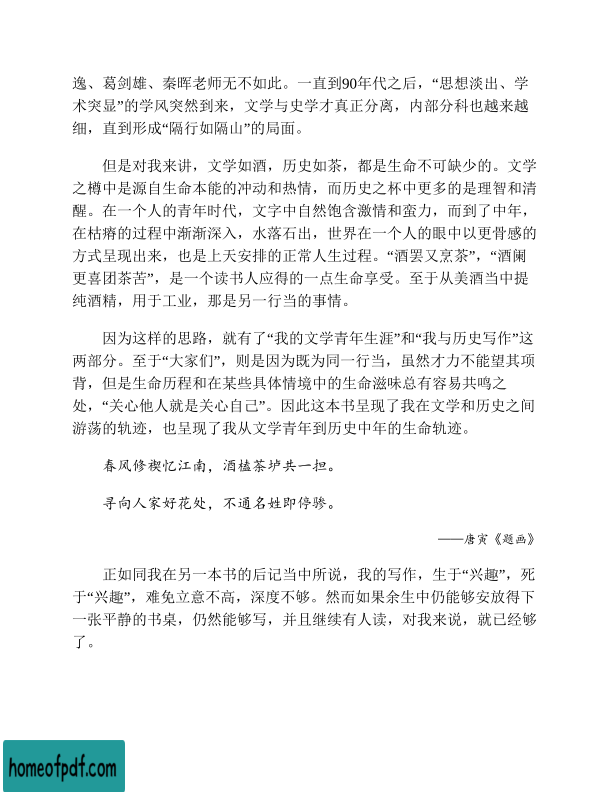 逸、葛剑雄、秦晖老师无不如此。一直到90年代之后，“思想淡出、学
术突显”的学风突然到来，文学与史学才真正分离，内部分科也越来越
细，直到形成“隔行如隔山”的局面。
但是对我来讲，文学如酒，历史如茶，都是生命不可缺少的。文学
之樽中是源自生命本能的冲动和热情，而历史之杯中更多的是理智和清
醒。在一个人的青年时代，文字中自然饱含激情和蛮力，而到了中年，
在枯瘠的过程中渐渐深入，水落石出，世界在一个人的眼中以更骨感的
方式呈现出来，也是上天安排的正常人生过程。“酒罢又烹茶”，“酒阑
更喜团茶苦”，是一个读书人应得的一点生命享受。至于从美酒当中提
纯酒精，用于工业，那是另一行当的事情。
因为这样的思路，就有了“我的文学青年生涯”和“我与历史写作”这
两部分。至于“大家们”，则是因为既为同一行当，虽然才力不能望其项
背，但是生命历程和在某些具体情境中的生命滋味总有容易共鸣之
处，“关心他人就是关心自己”。因此这本书呈现了我在文学和历史之间
游荡的轨迹，也呈现了我从文学青年到历史中年的生命轨迹。
春风修禊忆江南，酒榼茶垆共一担。
寻向人家好花处，不通名姓即停骖。
——唐寅《题画》
正如同我在另一本书的后记当中所说，我的写作，生于“兴趣”，死
于“兴趣”，难免立意不高，深度不够。然而如果余生中仍能够安放得下
一张平静的书桌，仍然能够写，并且继续有人读，对我来说，就已经够
了。
homeofpdf.com